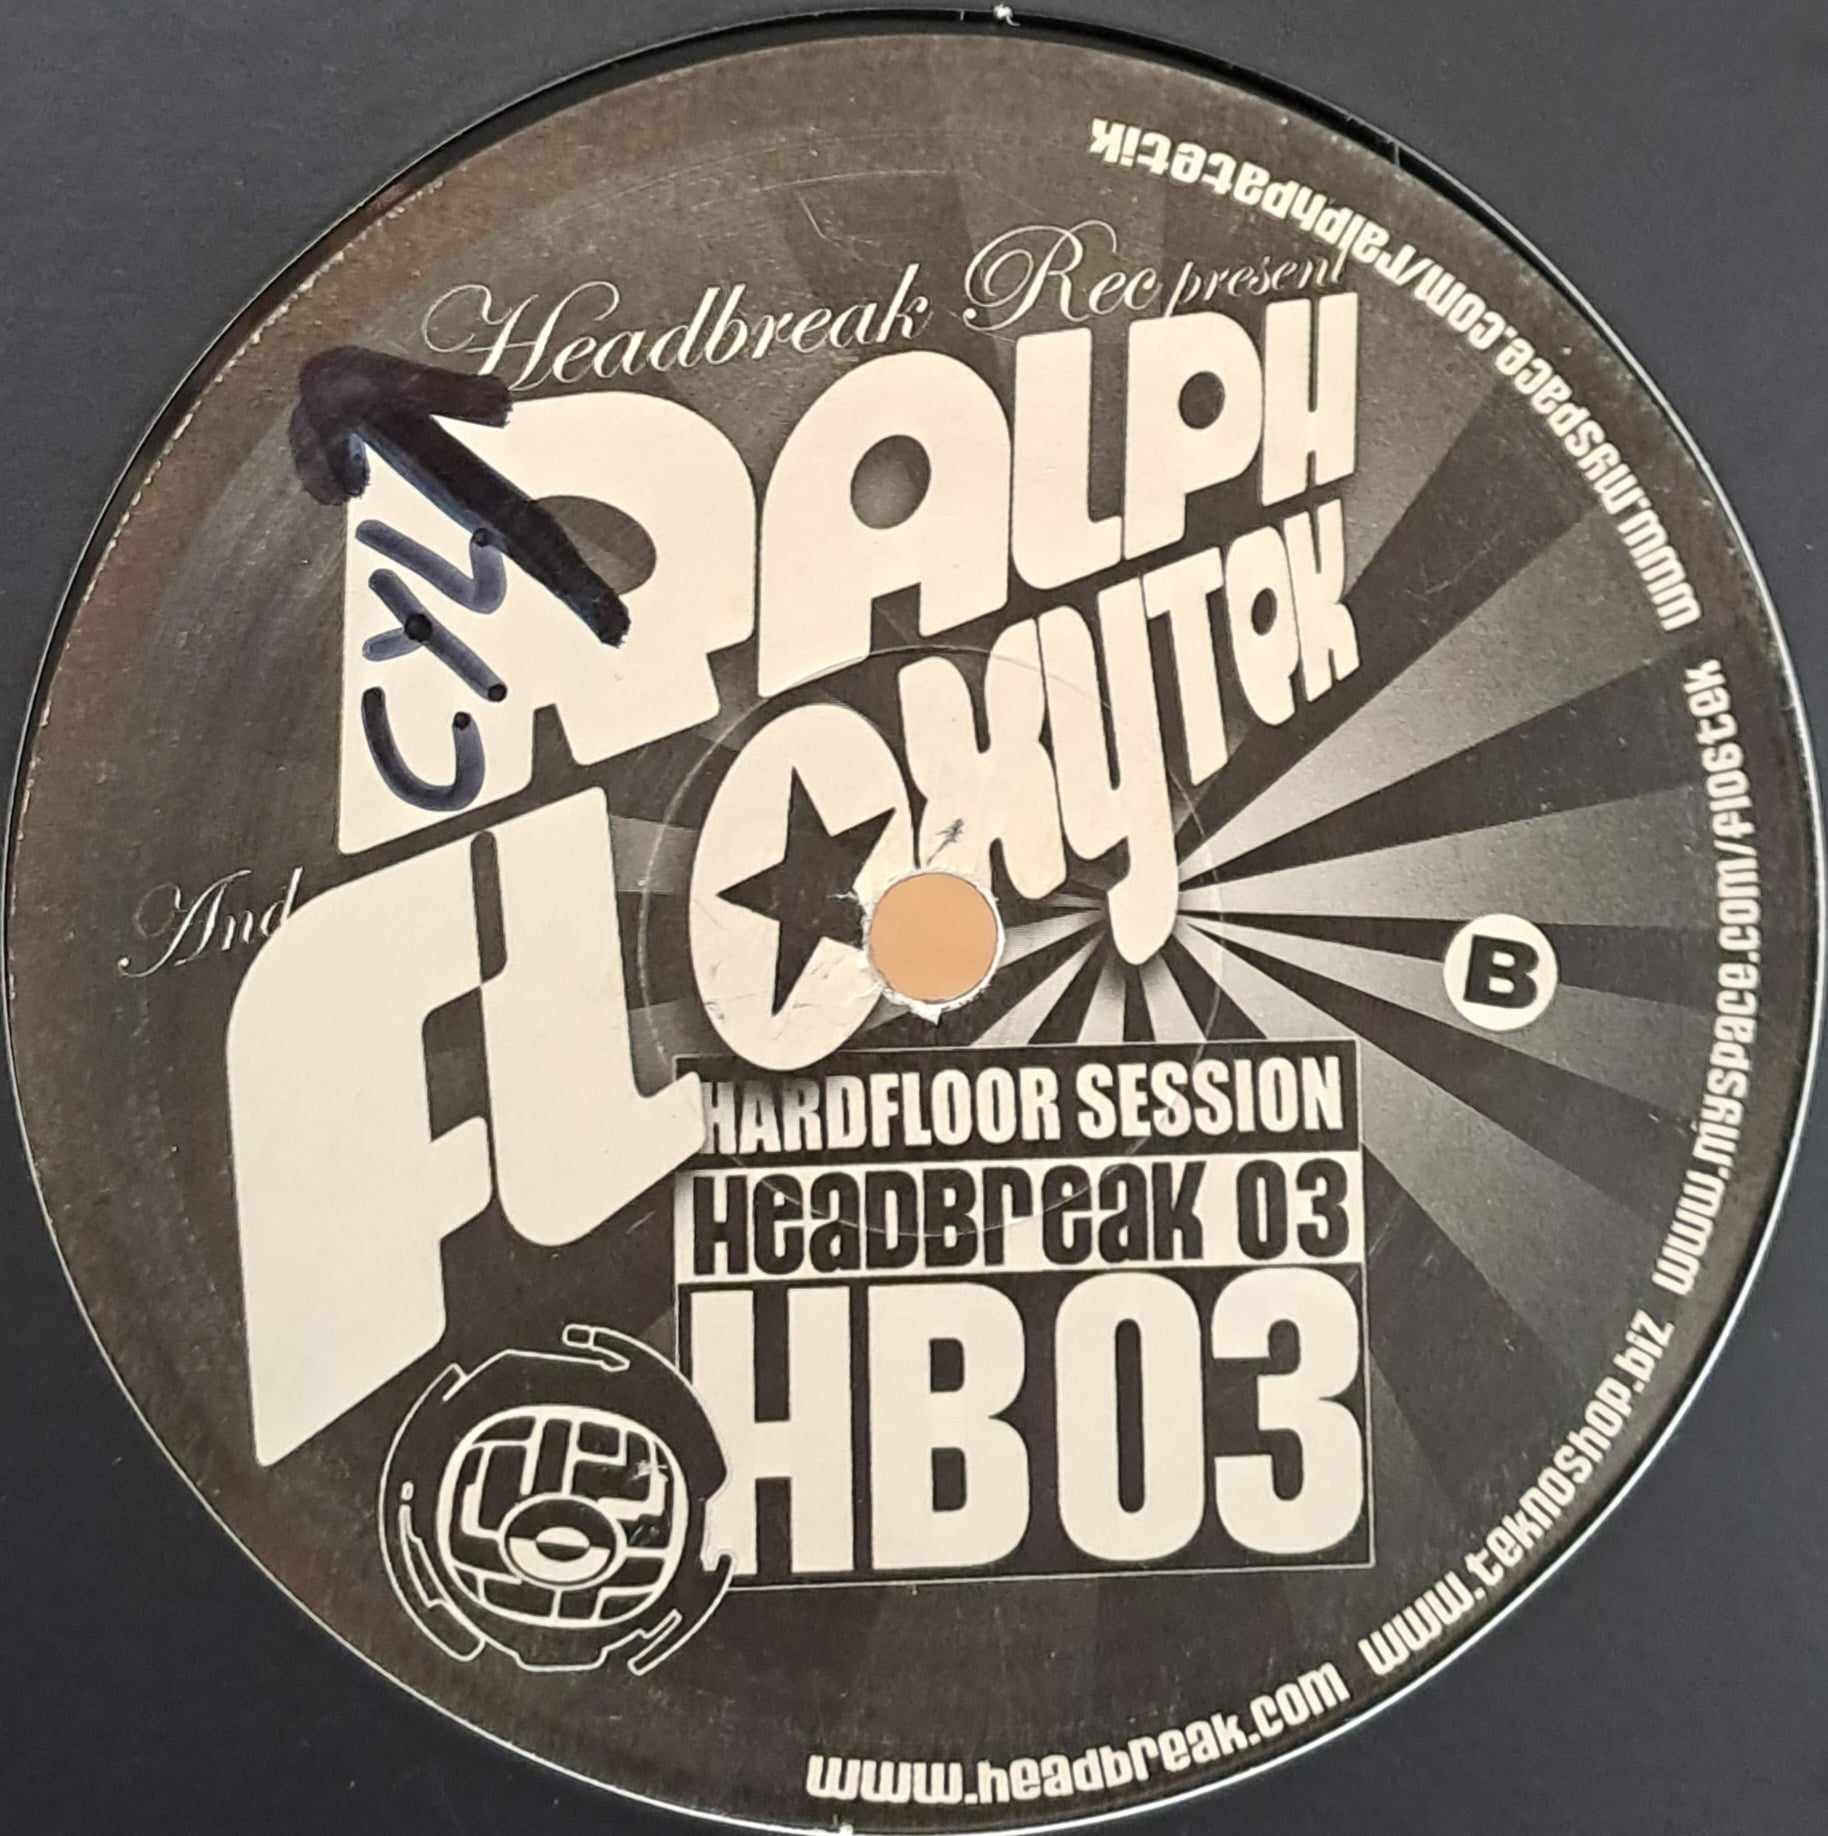 Headbreak Rec present
RALPH
And
FLOXYTEK
HARDFLOOR SESSION
HeaDBreaK 03
HB03
B
CYL
www.headbreak.com
www.teknoshop.biz
www.myspace.com/flostek
www.myspace.com/ralphpatetik